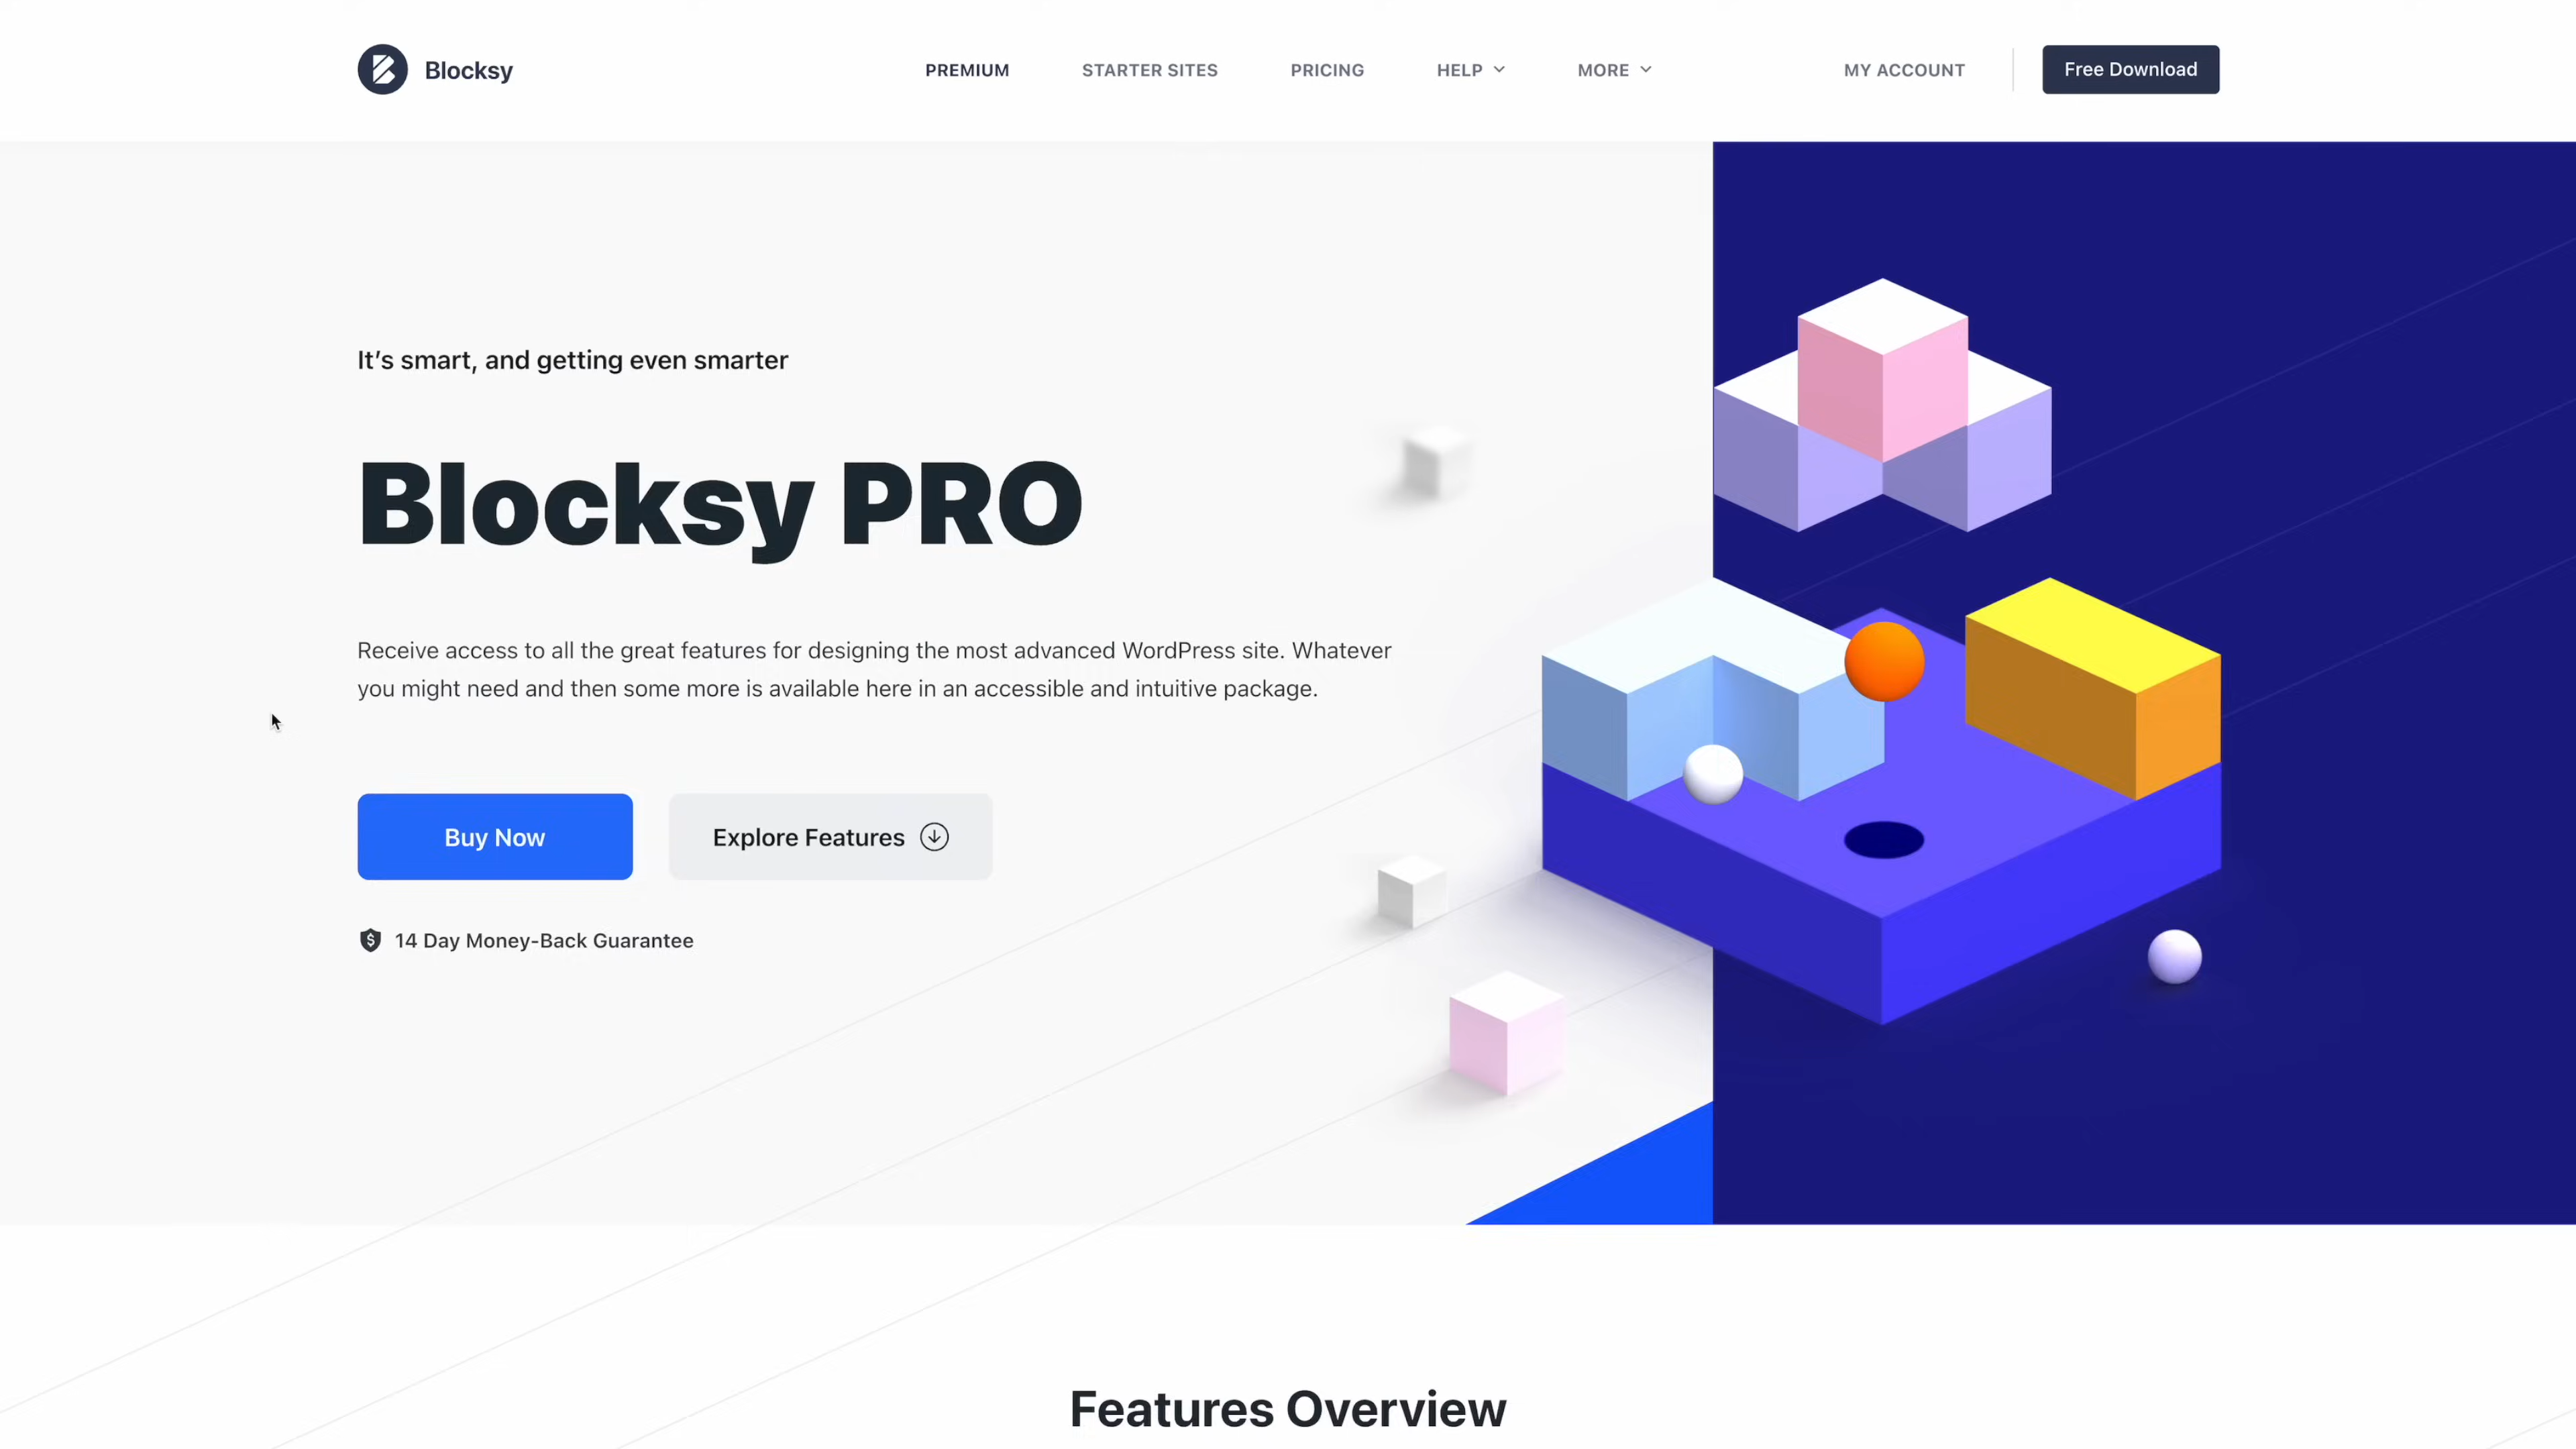 Blocksy
PREMIUM
STARTER SITES
PRICING
HELP
MORE
MY ACCOUNT
Free Download
It's smart, and getting even smarter
Blocksy PRO
Receive access to all the great features for designing the most advanced WordPress site. Whatever
you might need and then some more is available here in an accessible and intuitive package.
Buy Now
Explore Features
14 Day Money-Back Guarantee
Features Overview